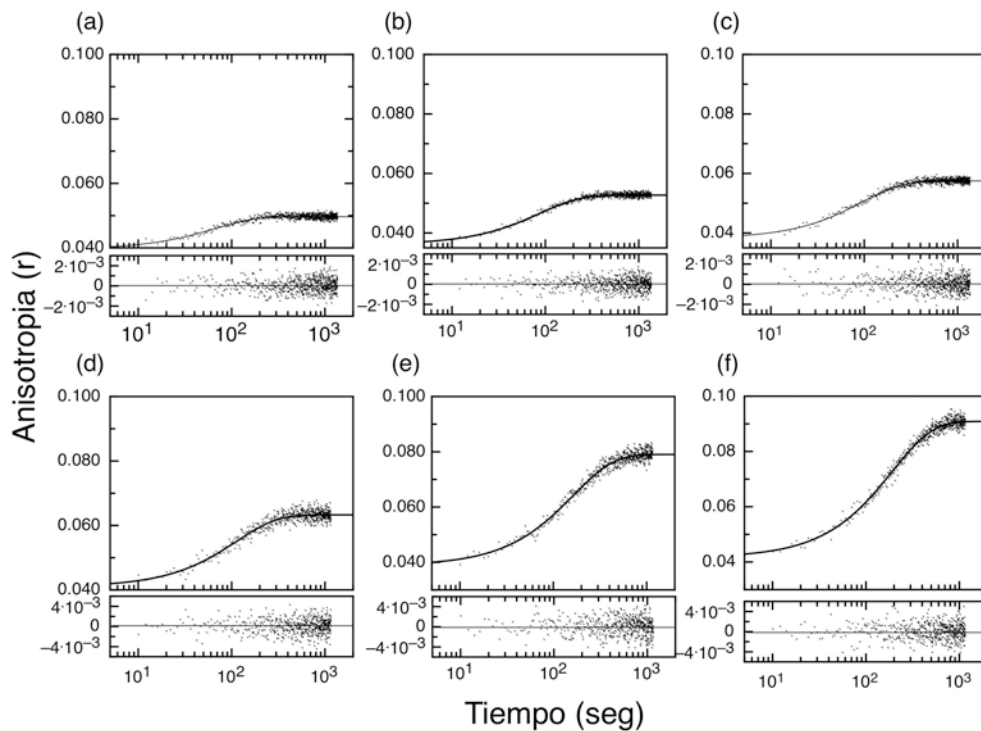 (a) (b) (c)
0.100 0.100 0.10
0.080 0.080 0.08
0.060 0.060 0.06
0.040 0.040 0.04
2·10⁻³ 2·10⁻³ 2·10⁻³
0 0 0
−2·10⁻³ −2·10⁻³ −2·10⁻³
10¹ 10² 10³ 10¹ 10² 10³ 10¹ 10² 10³
Anisotropia (r)
(d) (e) (f)
0.100 0.100 0.10
0.080 0.080 0.08
0.060 0.060 0.06
0.040 0.040 0.04
4·10⁻³ 4·10⁻³ 4·10⁻³
0 0 0
−4·10⁻³ −4·10⁻³ −4·10⁻³
10¹ 10² 10³ 10¹ 10² 10³ 10¹ 10² 10³
Tiempo (seg)